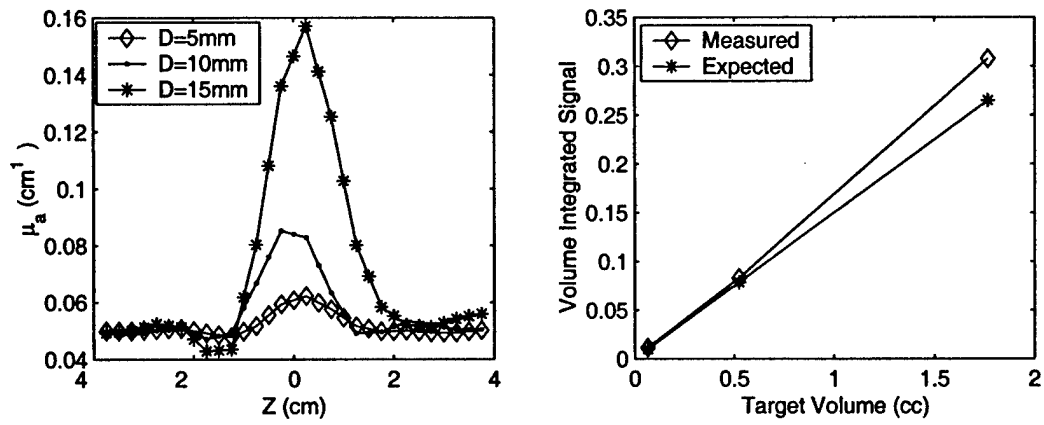 0.16
0.14
0.12
0.1
0.08
0.06
0.04
μa (cm1)
D=5mm
D=10mm
D=15mm
4
2
0
2
4
Z (cm)
0.35
0.3
0.25
0.2
0.15
0.1
0.05
0
Volume Integrated Signal
Measured
Expected
0
0.5
1
1.5
2
Target Volume (cc)